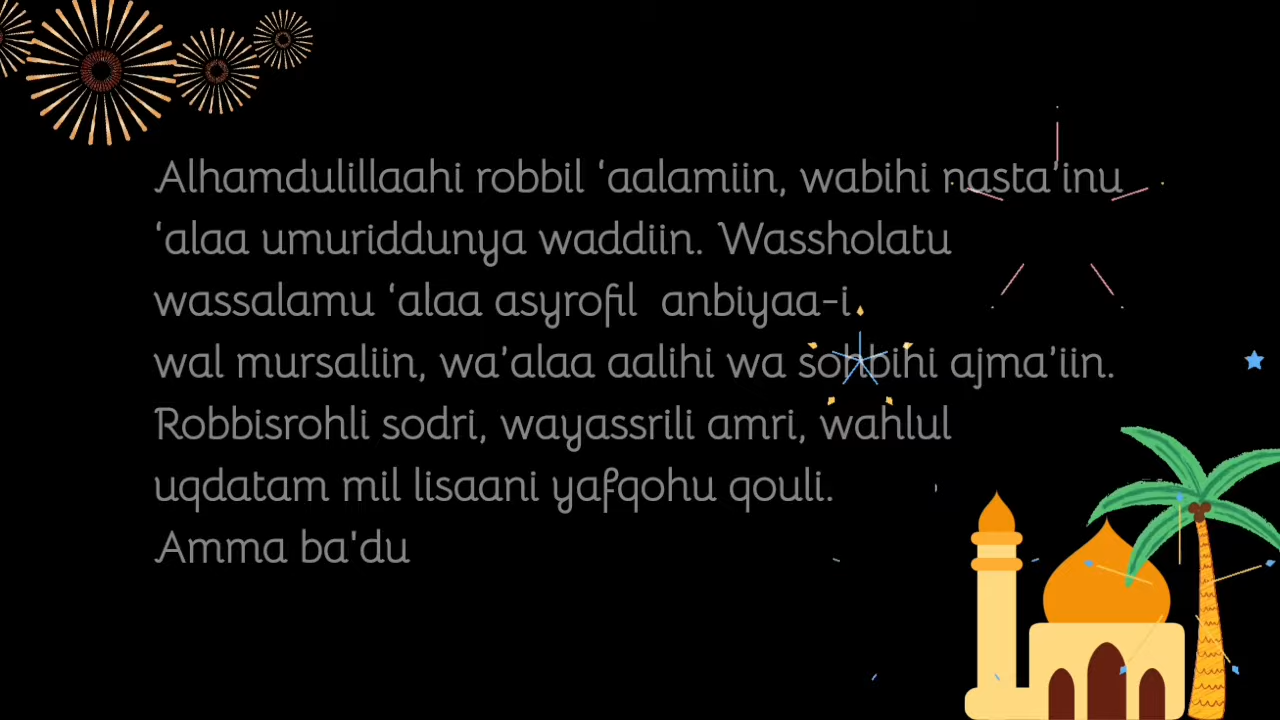 Alhamdulillaahi robbil ‘aalamiin, wabihi nasta’inu
‘alaa umuriddunya waddiin. Wassholatu
wassalamu ‘alaa asyrofil anbiyaa-i
wal mursaliin, wa’alaa aalihi wa sohbihi ajma’iin.
Robbisrohli sodri, wayassrili amri, wahlul
uqdatam mil lisaani yafqohu qouli.
Amma ba'du